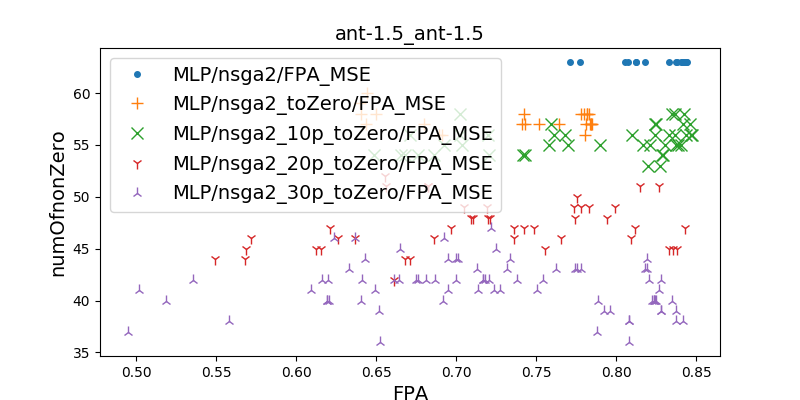 ant-1.5_ant-1.5
MLP/nsga2/FPA_MSE
MLP/nsga2_toZero/FPA_MSE
MLP/nsga2_10p_toZero/FPA_MSE
MLP/nsga2_20p_toZero/FPA_MSE
MLP/nsga2_30p_toZero/FPA_MSE
numOfnonZero
60
55
50
45
40
35
0.50 0.55 0.60 0.65 0.70 0.75 0.80 0.85
FPA